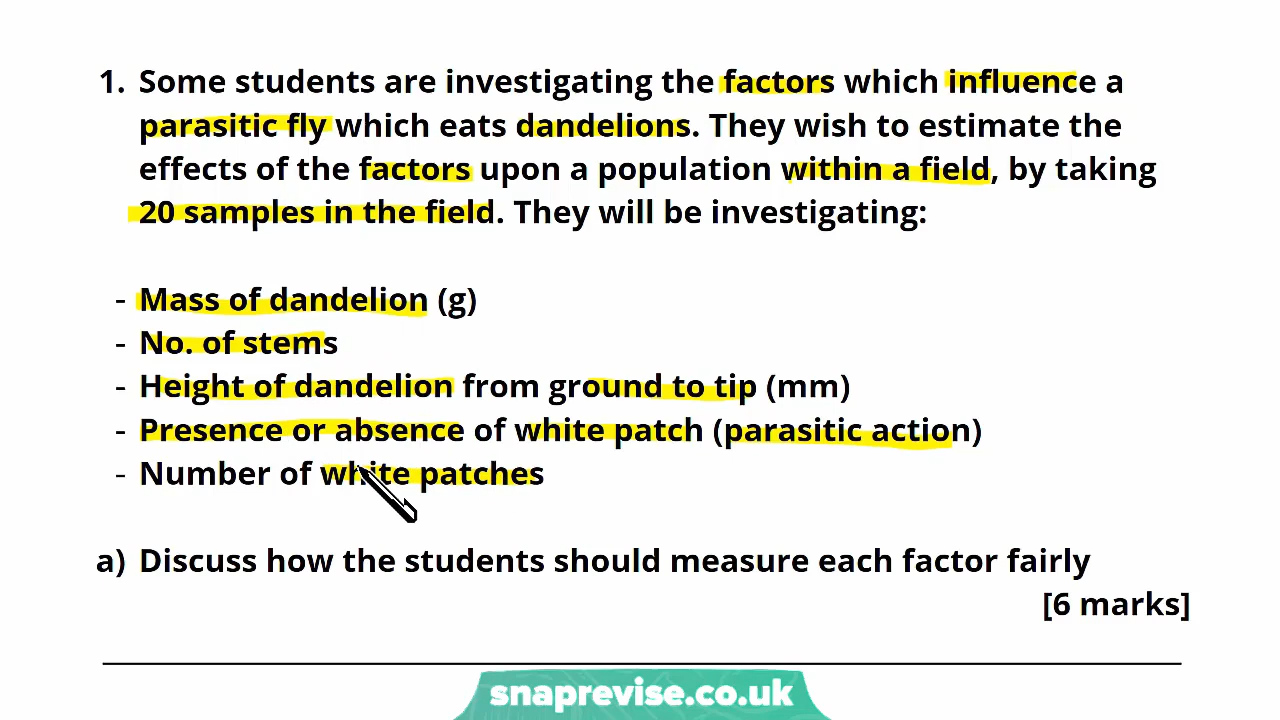 1. Some students are investigating the factors which influence a
parasitic fly which eats dandelions. They wish to estimate the
effects of the factors upon a population within a field, by taking
20 samples in the field. They will be investigating:
- Mass of dandelion (g)
- No. of stems
- Height of dandelion from ground to tip (mm)
- Presence or absence of white patch (parasitic action)
- Number of white patches
a) Discuss how the students should measure each factor fairly
[6 marks]
snaprevise.co.uk